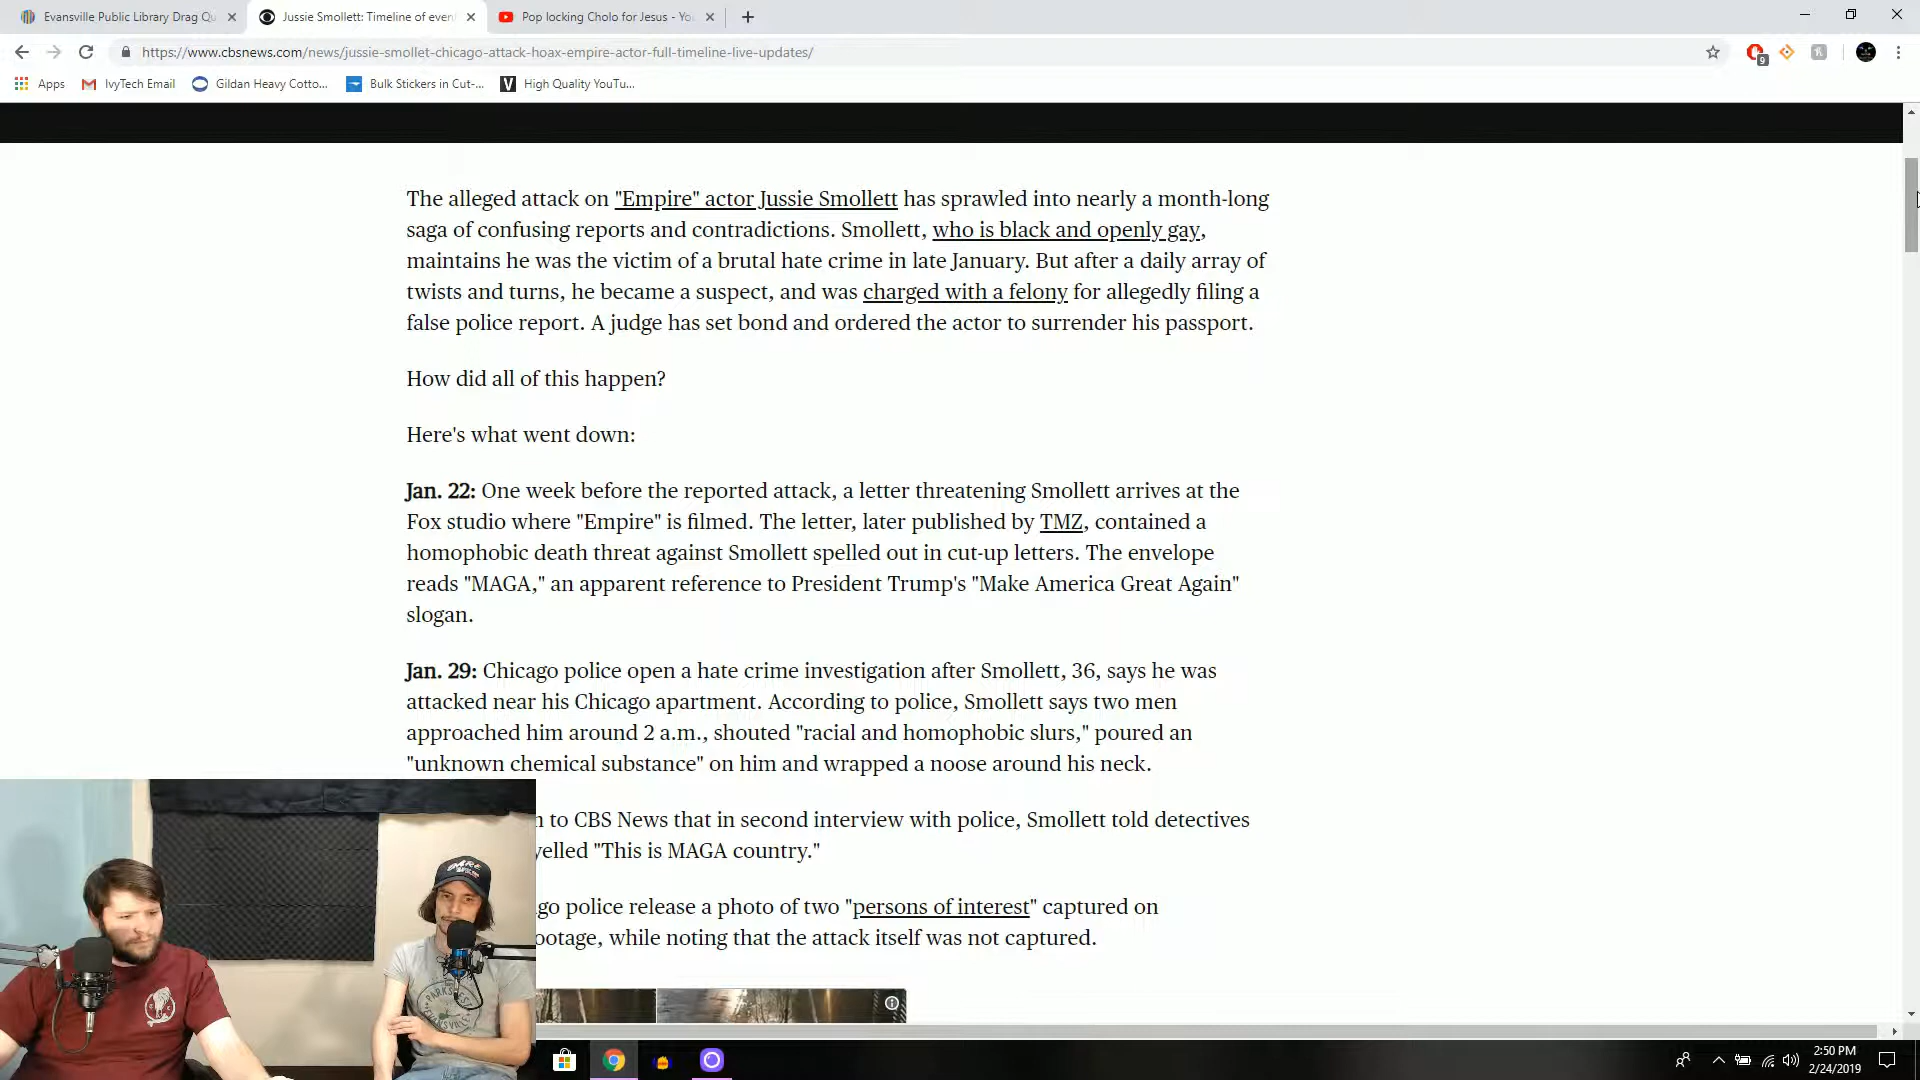 Evansville Public Library Drag Qu
Jussie Smollett: Timeline of even
Pop locking Cholo for Jesus - Yo
https://www.cbsnews.com/news/jussie-smollet-chicago-attack-hoax-empire-actor-full-timeline-live-updates/
9
Apps
IvyTech Email
Gildan Heavy Cotto...
Bulk Stickers in Cut-...
V High Quality YouTu...
The alleged attack on "Empire" actor Jussie Smollett has sprawled into nearly a month-long
saga of confusing reports and contradictions. Smollett, who is black and openly gay,
maintains he was the victim of a brutal hate crime in late January. But after a daily array of
twists and turns, he became a suspect, and was charged with a felony for allegedly filing a
false police report. A judge has set bond and ordered the actor to surrender his passport.
How did all of this happen?
Here's what went down:
Jan. 22: One week before the reported attack, a letter threatening Smollett arrives at the
Fox studio where "Empire" is filmed. The letter, later published by TMZ, contained a
homophobic death threat against Smollett spelled out in cut-up letters. The envelope
reads "MAGA," an apparent reference to President Trump's "Make America Great Again"
slogan.
Jan. 29: Chicago police open a hate crime investigation after Smollett, 36, says he was
attacked near his Chicago apartment. According to police, Smollett says two men
approached him around 2 a.m., shouted "racial and homophobic slurs," poured an
"unknown chemical substance" on him and wrapped a noose around his neck.
n to CBS News that in second interview with police, Smollett told detectives
yelled "This is MAGA country."
go police release a photo of two "persons of interest" captured on
ootage, while noting that the attack itself was not captured.
2:50 PM
2/24/2019